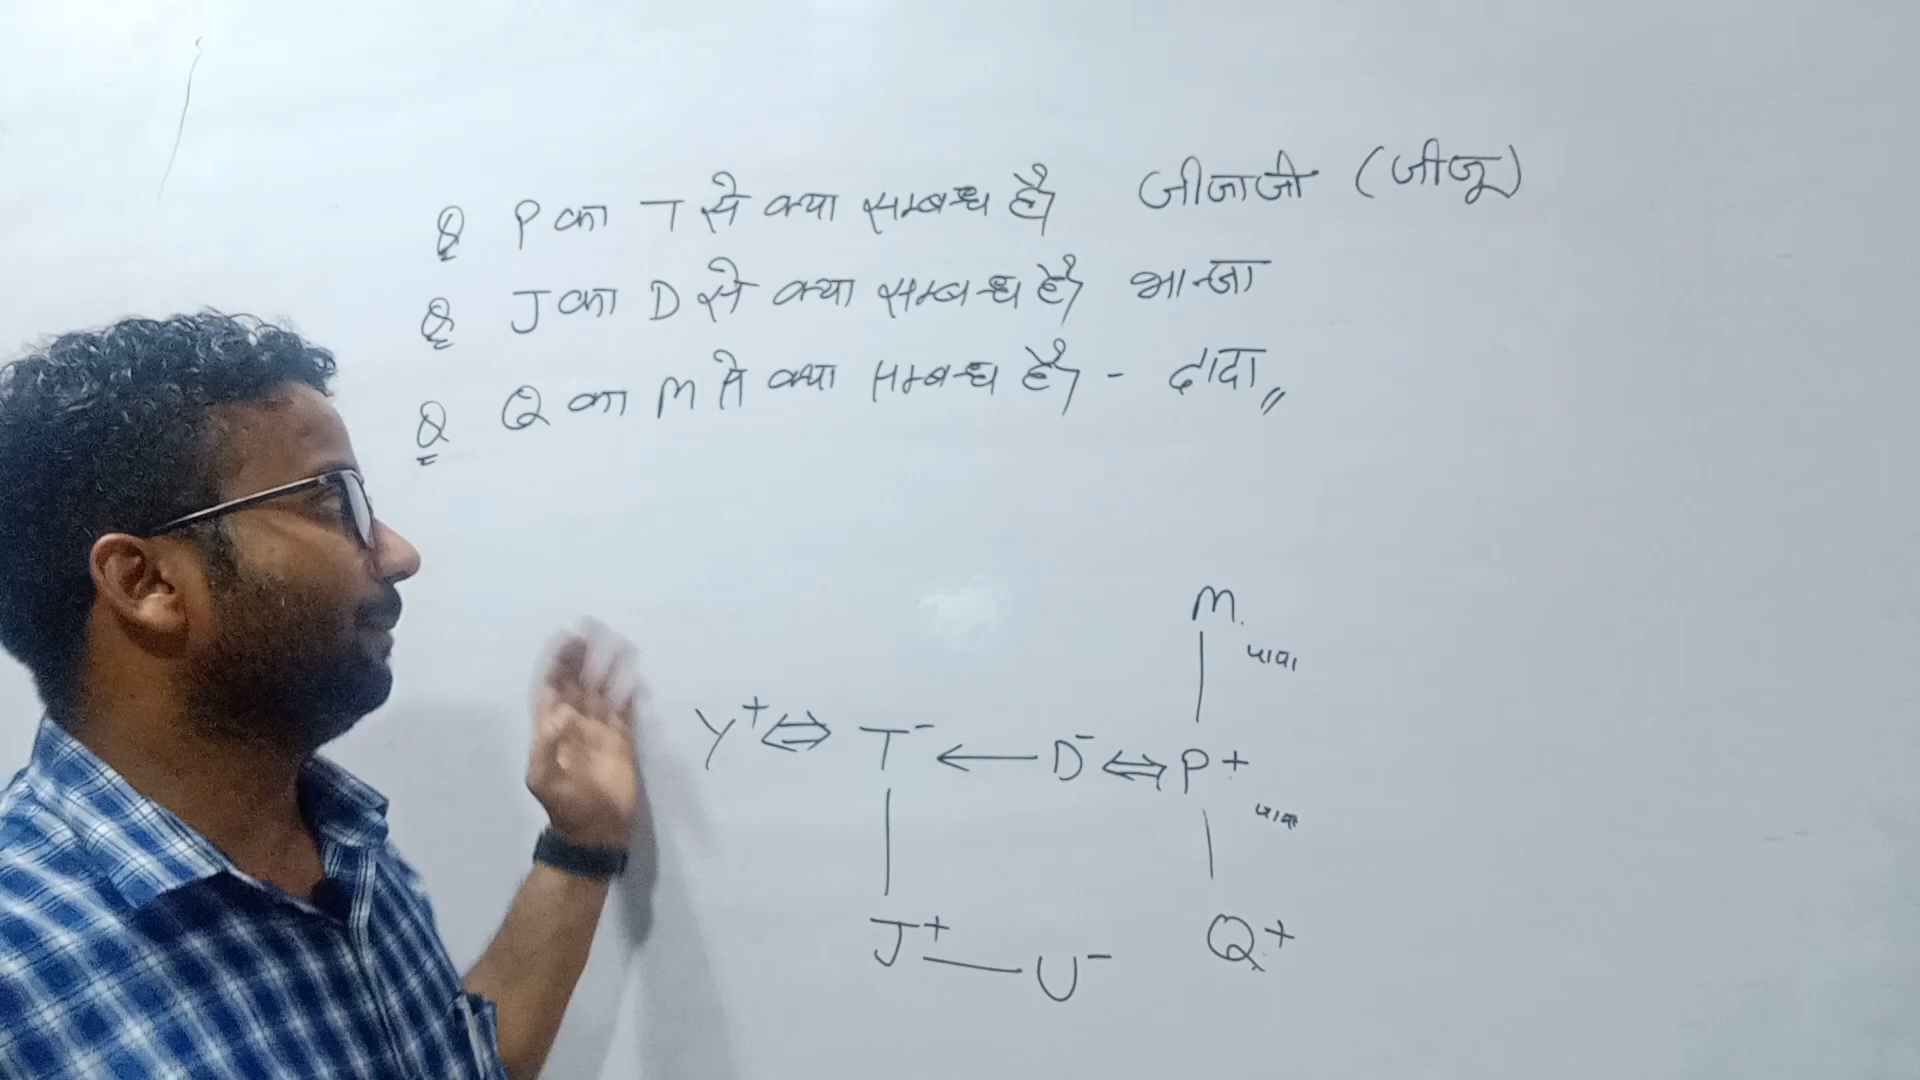 Q P का T से क्या सम्बन्ध है जीजाजी (जीजू)
Q J का D से क्या सम्बन्ध है भान्जा
Q Q का M से क्या सम्बन्ध है - दादा,,
M
पापा
Y+ ⇔ T- ← D- ⇔ P+
पापा
J+ — U- Q+